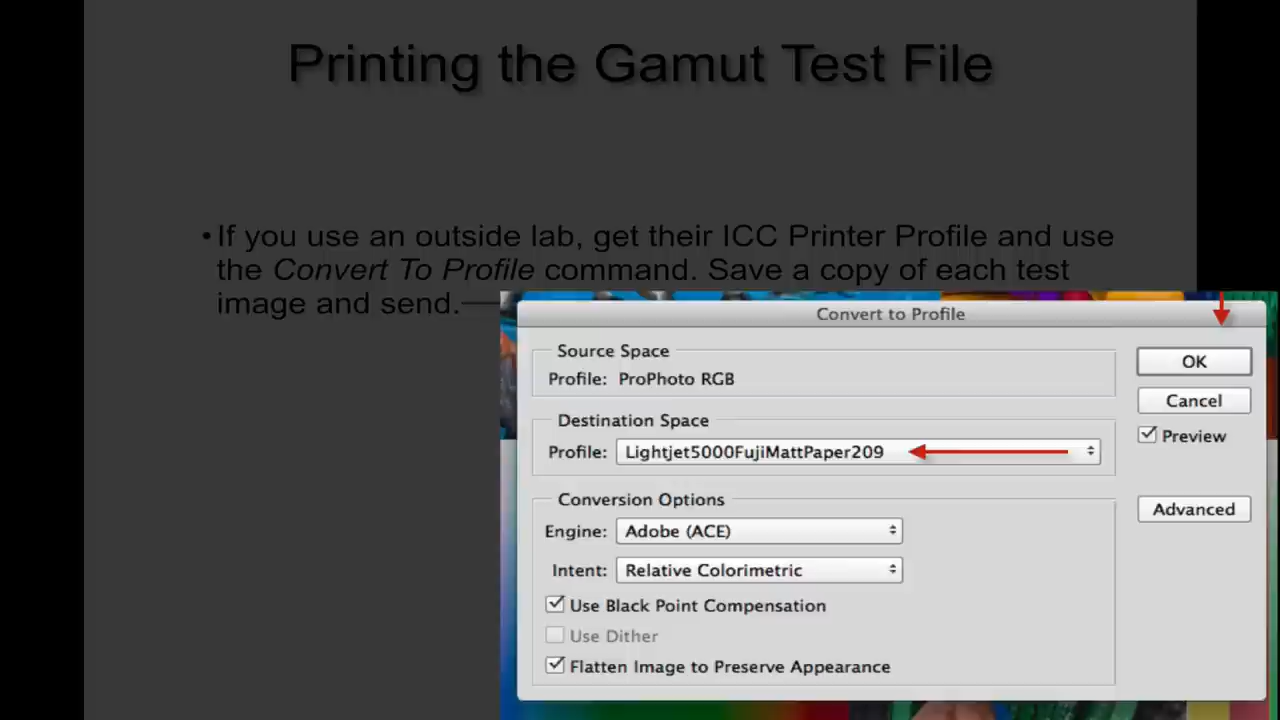 Printing the Gamut Test File
•If you use an outside lab, get their ICC Printer Profile and use
the Convert To Profile command. Save a copy of each test
image and send.
Convert to Profile
Source Space
Profile: ProPhoto RGB
Destination Space
Profile: Lightjet5000FujiMattPaper209
Conversion Options
Engine: Adobe (ACE)
Intent: Relative Colorimetric
Use Black Point Compensation
Use Dither
Flatten Image to Preserve Appearance
OK
Cancel
Preview
Advanced